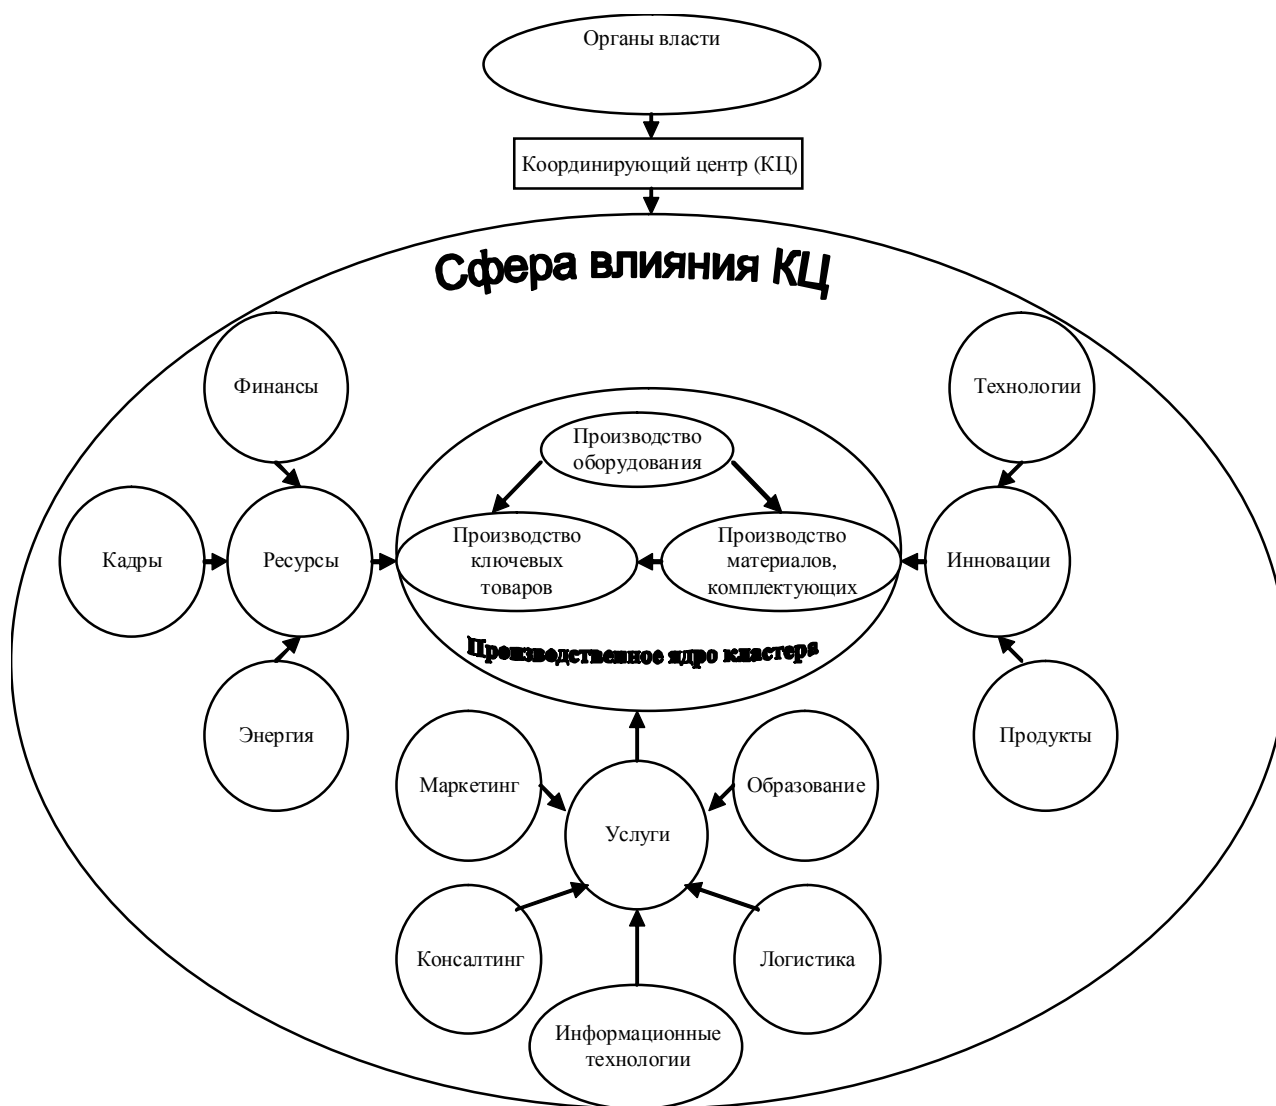 Органы власти
Координирующий центр (КЦ)
Сфера влияния КЦ
Финансы
Технологии
Производство
оборудования
Кадры
Ресурсы
Производство
ключевых
товаров
Производство
материалов,
комплектующих
Инновации
Производственное ядро кластера
Энергия
Продукты
Маркетинг
Образование
Услуги
Консалтинг
Логистика
Информационные
технологии